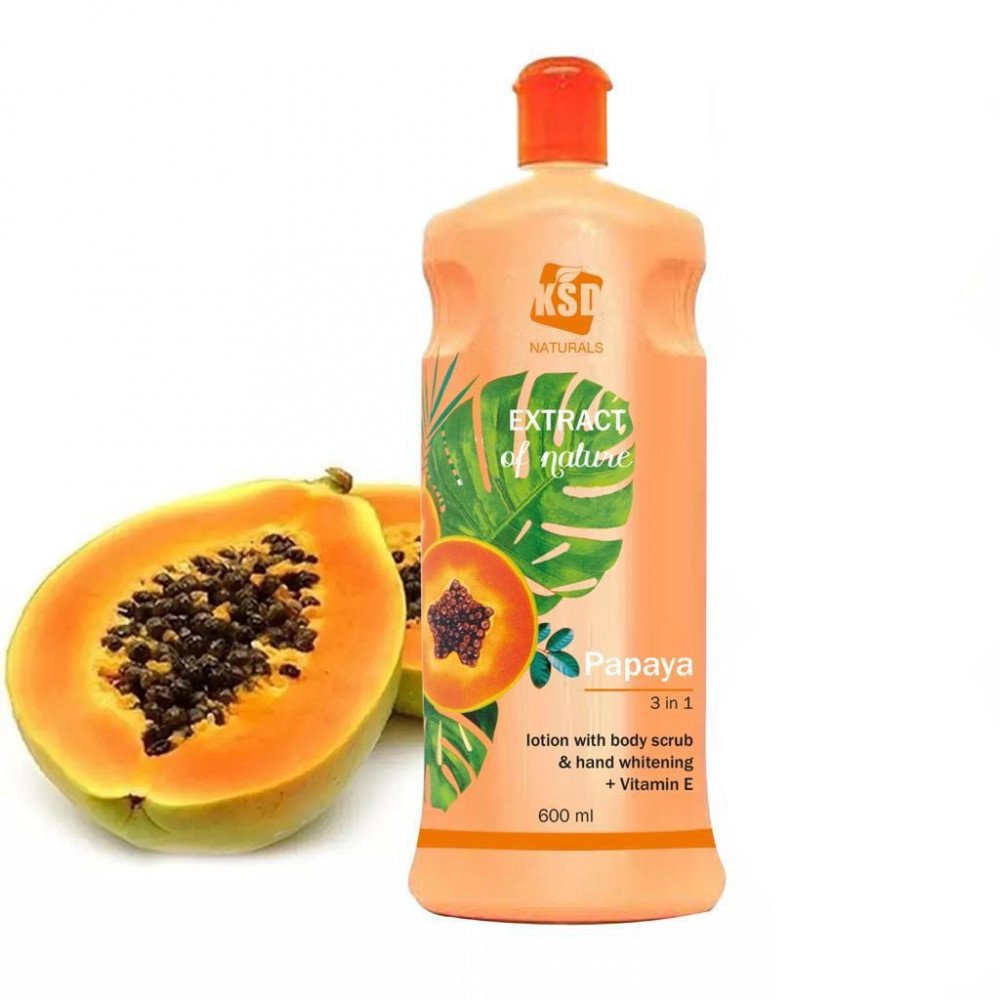 KSD
NATURALS
EXTRACT
of nature
Papaya
3 in 1
lotion with body scrub
& hand whitening
+ Vitamin E
600 ml